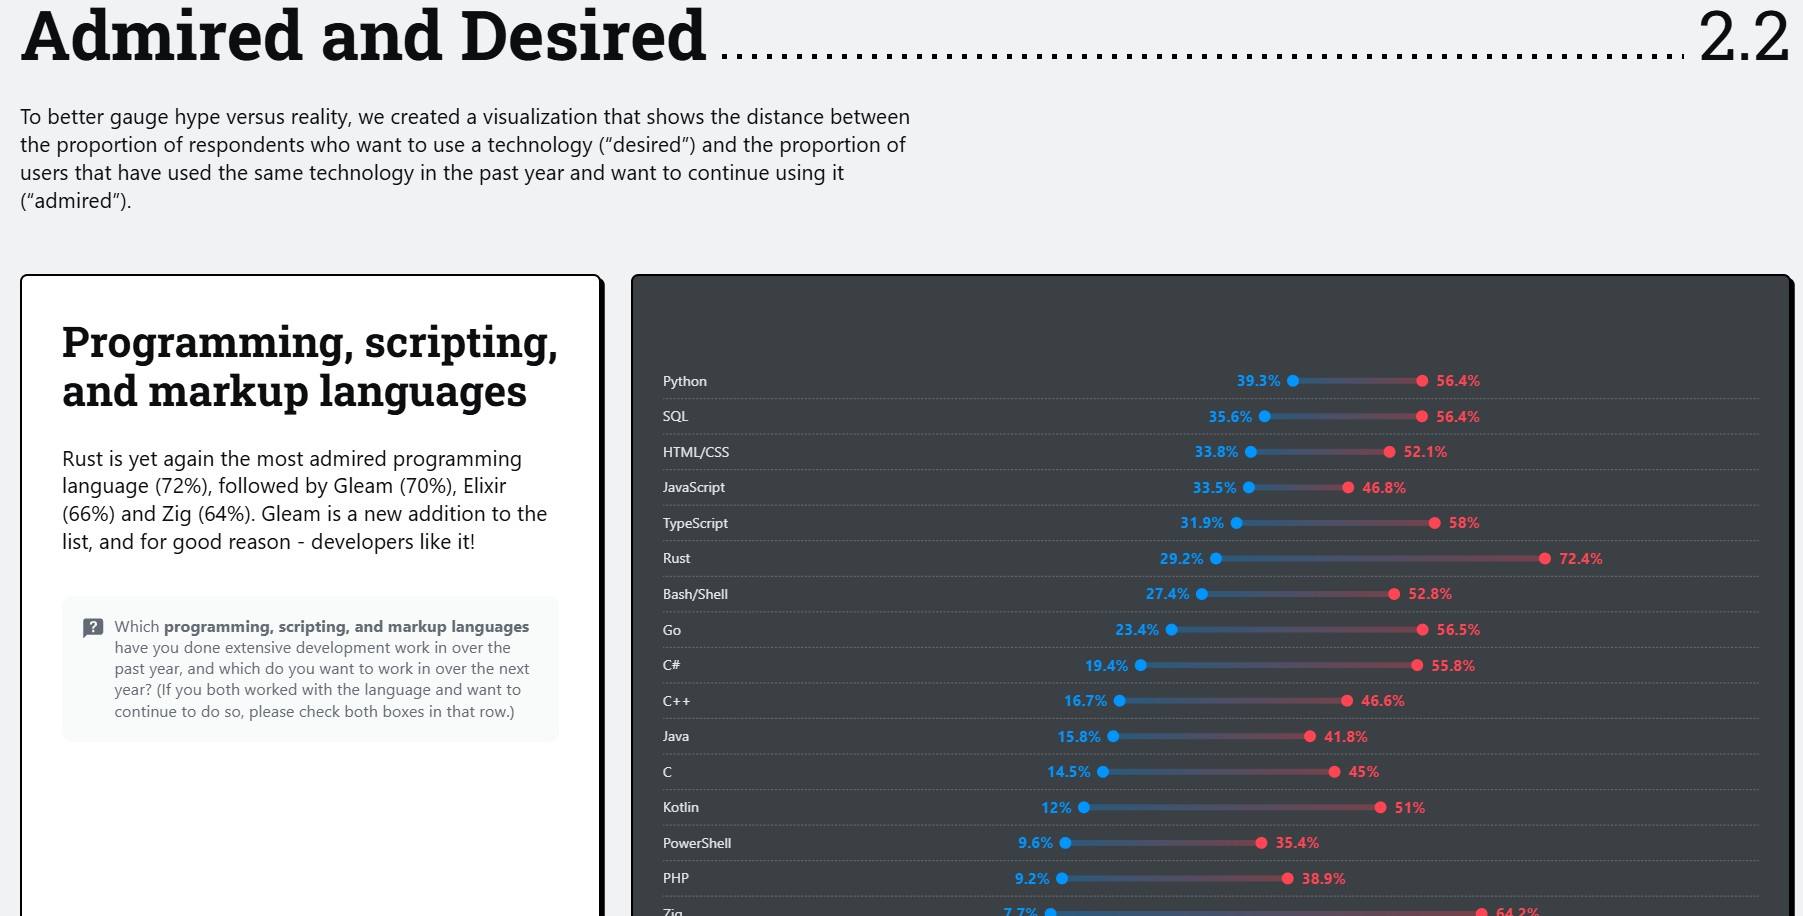 Admired and Desired 2.2
To better gauge hype versus reality, we created a visualization that shows the distance between
the proportion of respondents who want to use a technology (“desired”) and the proportion of
users that have used the same technology in the past year and want to continue using it
(“admired”).
Programming, scripting,
and markup languages
Rust is yet again the most admired programming
language (72%), followed by Gleam (70%), Elixir
(66%) and Zig (64%). Gleam is a new addition to the
list, and for good reason - developers like it!
Which programming, scripting, and markup languages
have you done extensive development work in over the
past year, and which do you want to work in over the next
year? (If you both worked with the language and want to
continue to do so, please check both boxes in that row.)
Python 39.3% 56.4%
SQL 35.6% 56.4%
HTML/CSS 33.8% 52.1%
JavaScript 33.5% 46.8%
TypeScript 31.9% 58%
Rust 29.2% 72.4%
Bash/Shell 27.4% 52.8%
Go 23.4% 56.5%
C# 19.4% 55.8%
C++ 16.7% 46.6%
Java 15.8% 41.8%
C 14.5% 45%
Kotlin 12% 51%
PowerShell 9.6% 35.4%
PHP 9.2% 38.9%
Zig 7.7% 64.2%